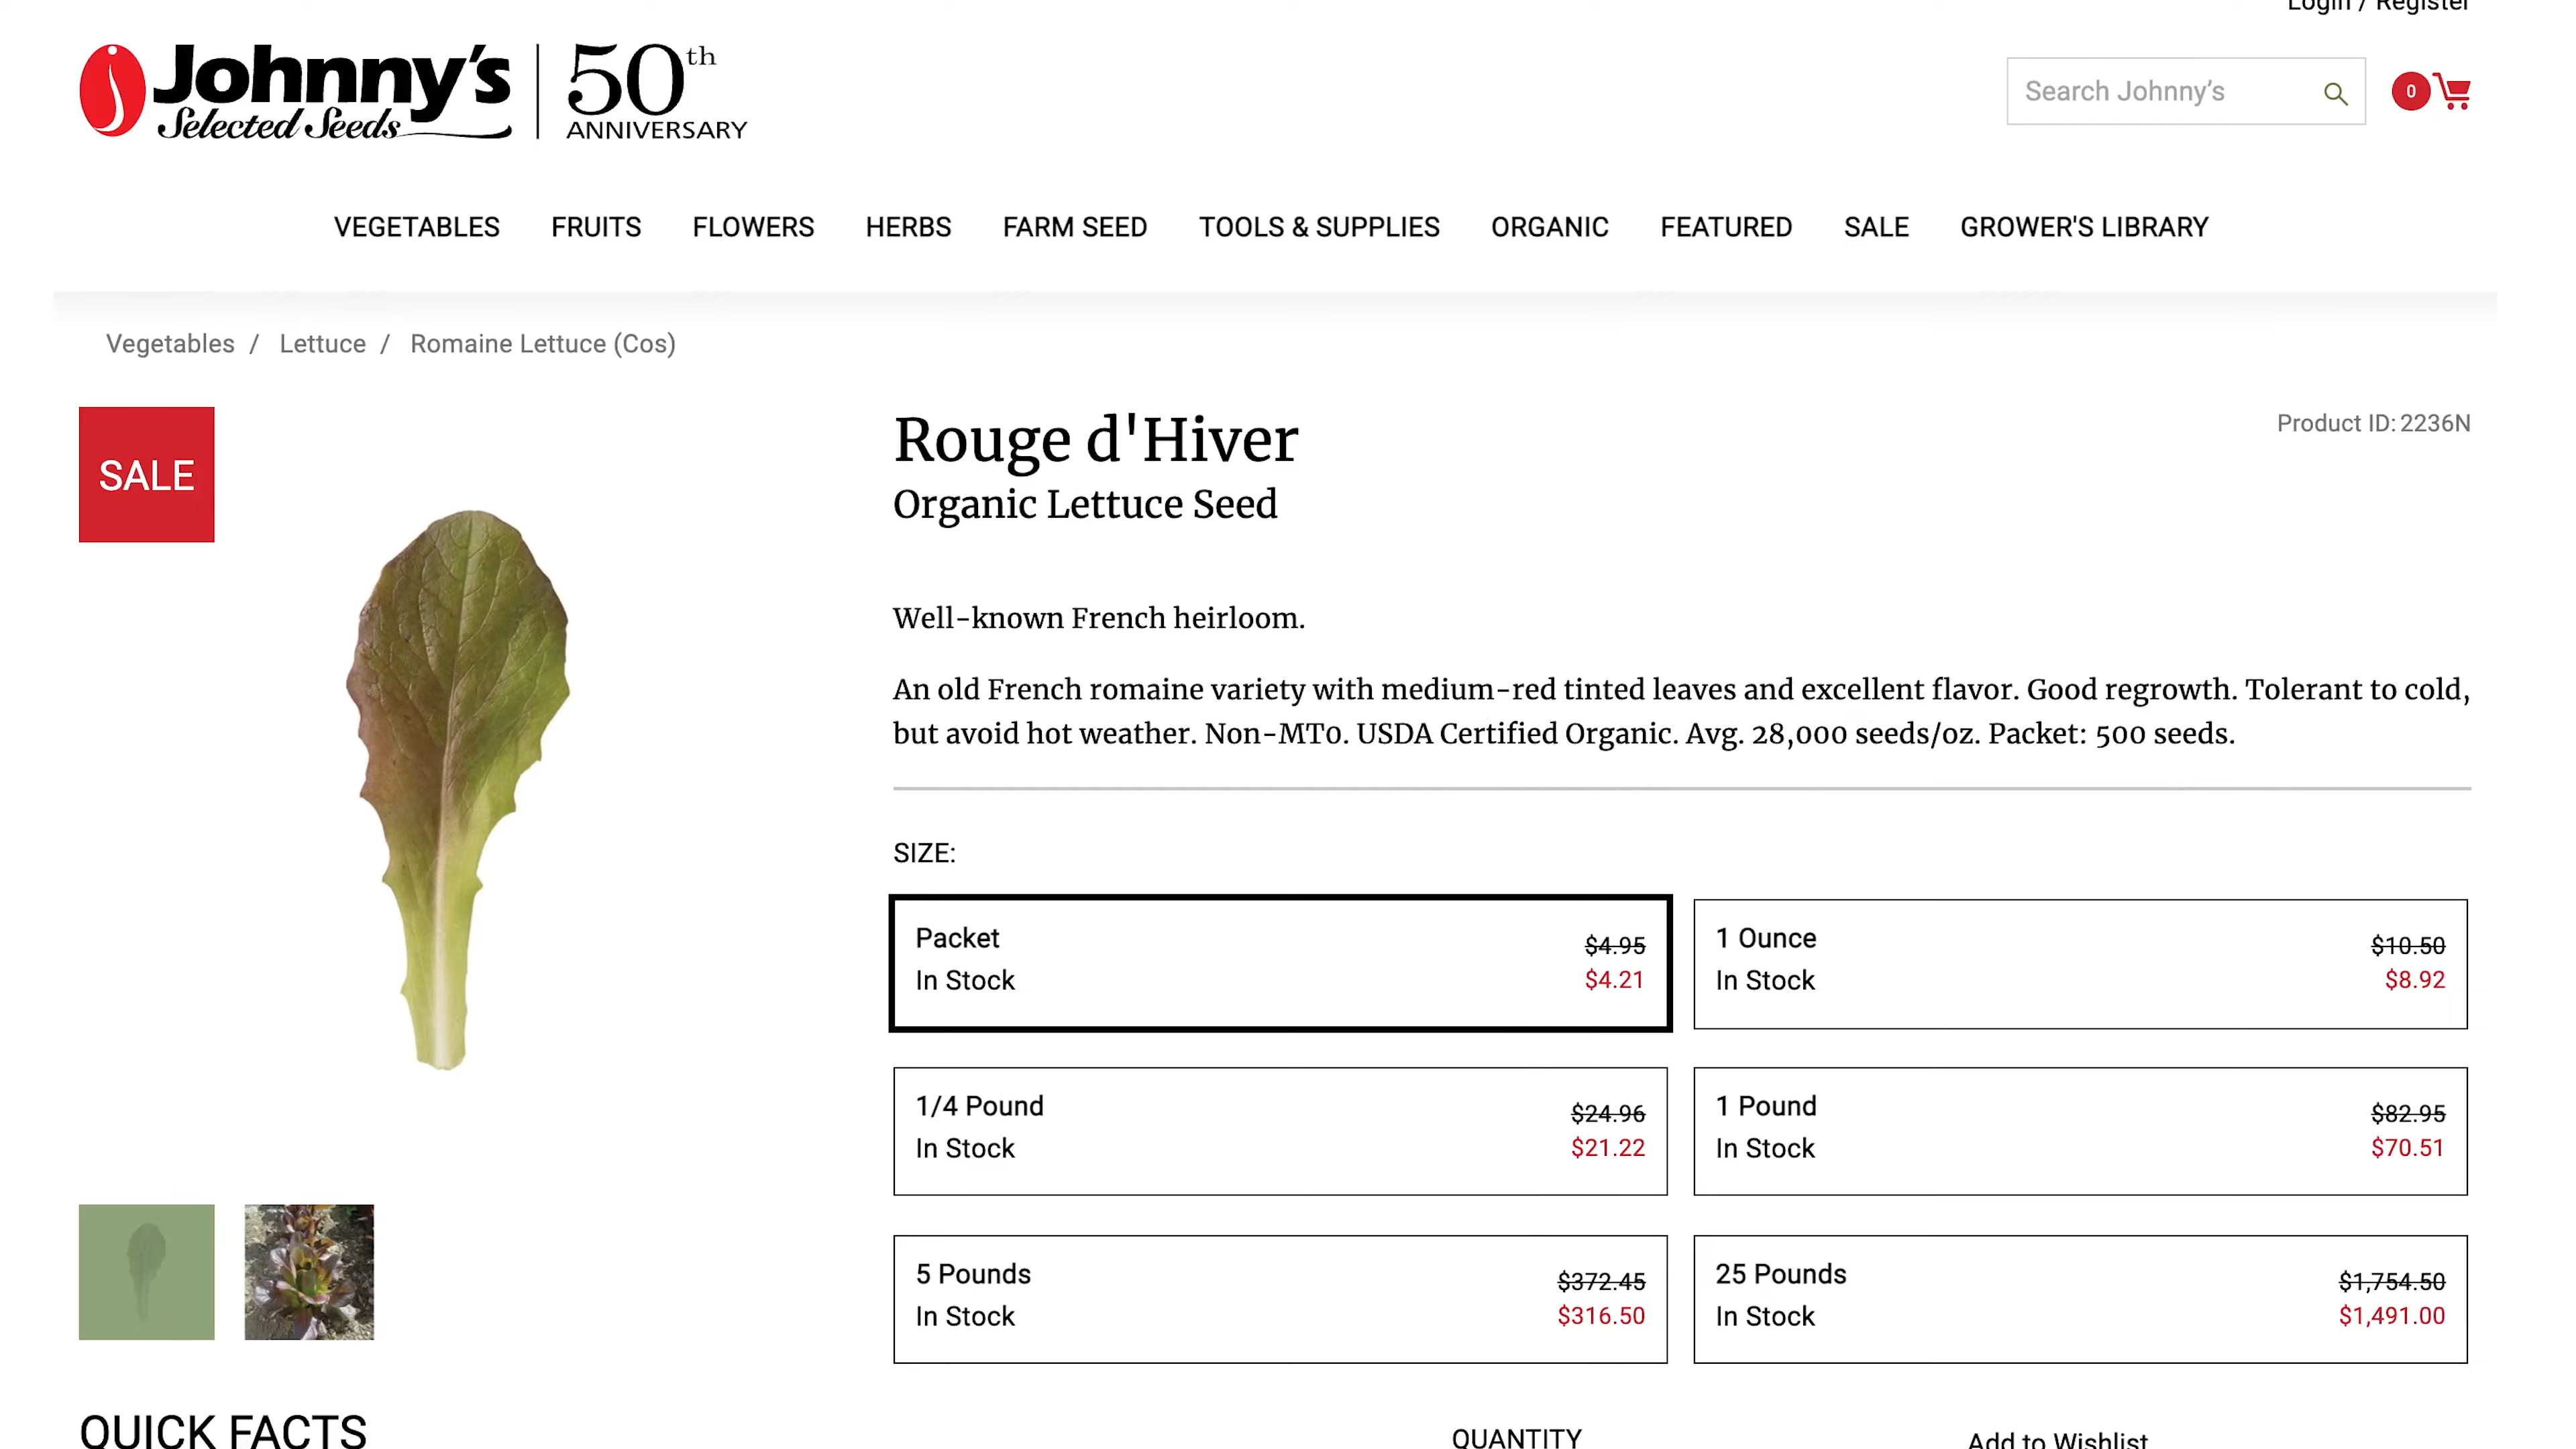 Login / Register
Johnny's
Selected Seeds
50th
ANNIVERSARY
Search Johnny's
0
VEGETABLES FRUITS FLOWERS HERBS FARM SEED TOOLS & SUPPLIES ORGANIC FEATURED SALE GROWER'S LIBRARY
Vegetables / Lettuce / Romaine Lettuce (Cos)
SALE
Rouge d'Hiver
Product ID: 2236N
Organic Lettuce Seed
Well-known French heirloom.
An old French romaine variety with medium-red tinted leaves and excellent flavor. Good regrowth. Tolerant to cold,
but avoid hot weather. Non-MT0. USDA Certified Organic. Avg. 28,000 seeds/oz. Packet: 500 seeds.
SIZE:
Packet
$4.95
In Stock
$4.21
1 Ounce
$10.50
In Stock
$8.92
1/4 Pound
$24.96
In Stock
$21.22
1 Pound
$82.95
In Stock
$70.51
5 Pounds
$372.45
In Stock
$316.50
25 Pounds
$1,754.50
In Stock
$1,491.00
QUICK FACTS
QUANTITY
Add to Wishlist